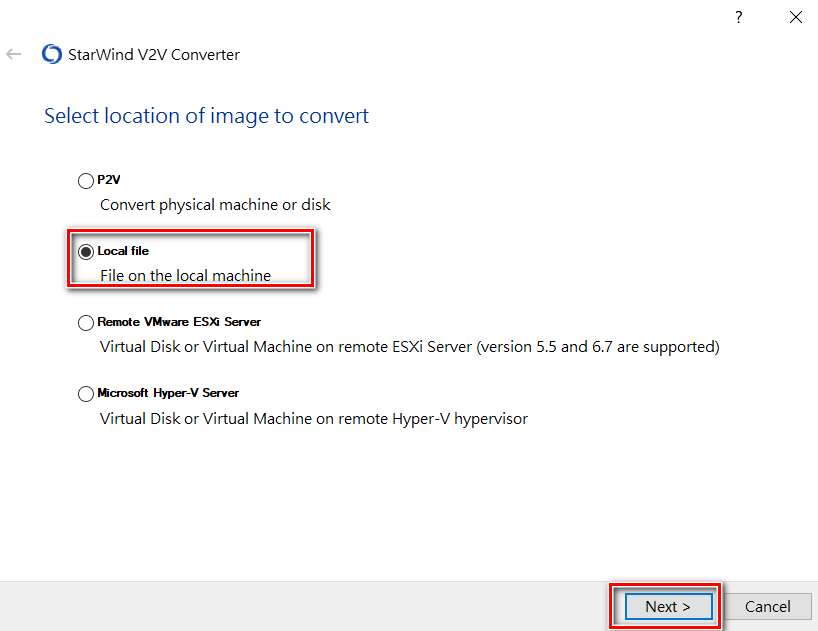 ?
StarWind V2V Converter
Select location of image to convert
P2V
Convert physical machine or disk
Local file
File on the local machine
Remote VMware ESXi Server
Virtual Disk or Virtual Machine on remote ESXi Server (version 5.5 and 6.7 are supported)
Microsoft Hyper-V Server
Virtual Disk or Virtual Machine on remote Hyper-V hypervisor
Next > Cancel